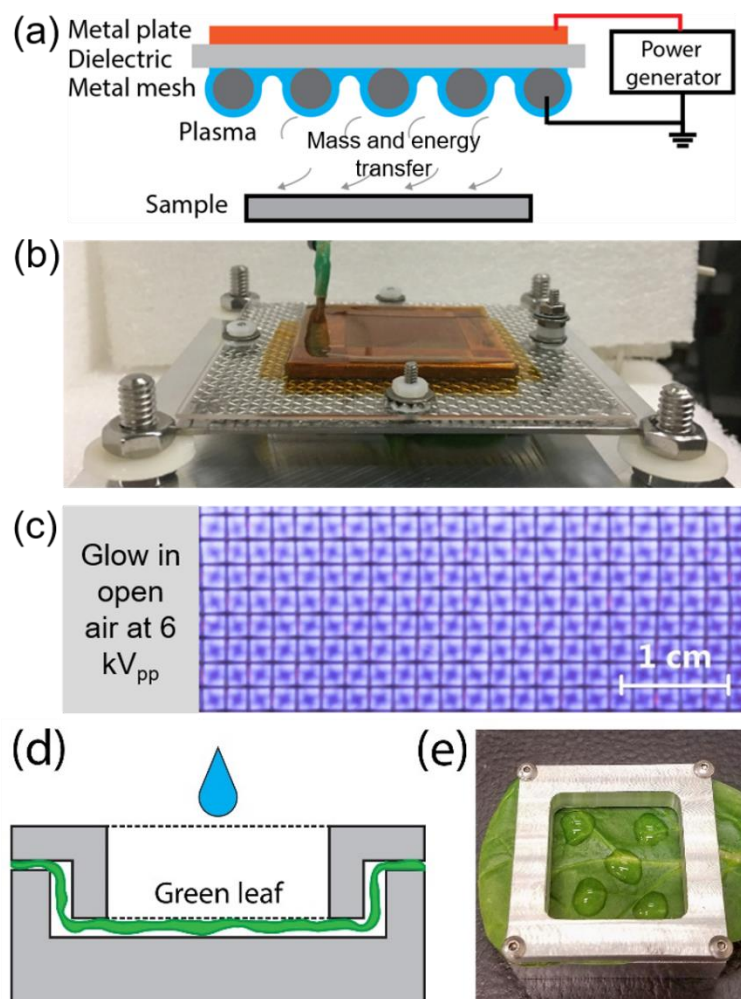 (a)
Metal plate
Dielectric
Metal mesh
Power
generator
Plasma
Mass and energy
transfer
Sample
(b)
(c)
Glow in
open
air at 6
kVpp
1 cm
(d)
Green leaf
(e)